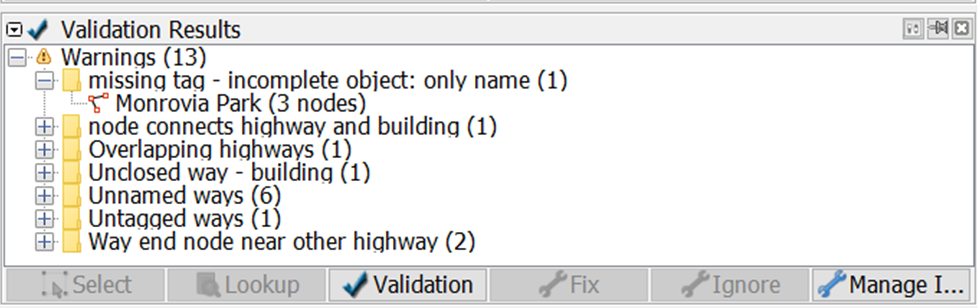 Validation Results
Warnings (13)
missing tag - incomplete object: only name (1)
Monrovia Park (3 nodes)
node connects highway and building (1)
Overlapping highways (1)
Unclosed way - building (1)
Unnamed ways (6)
Untagged ways (1)
Way end node near other highway (2)
Select Lookup Validation Fix Ignore Manage I...